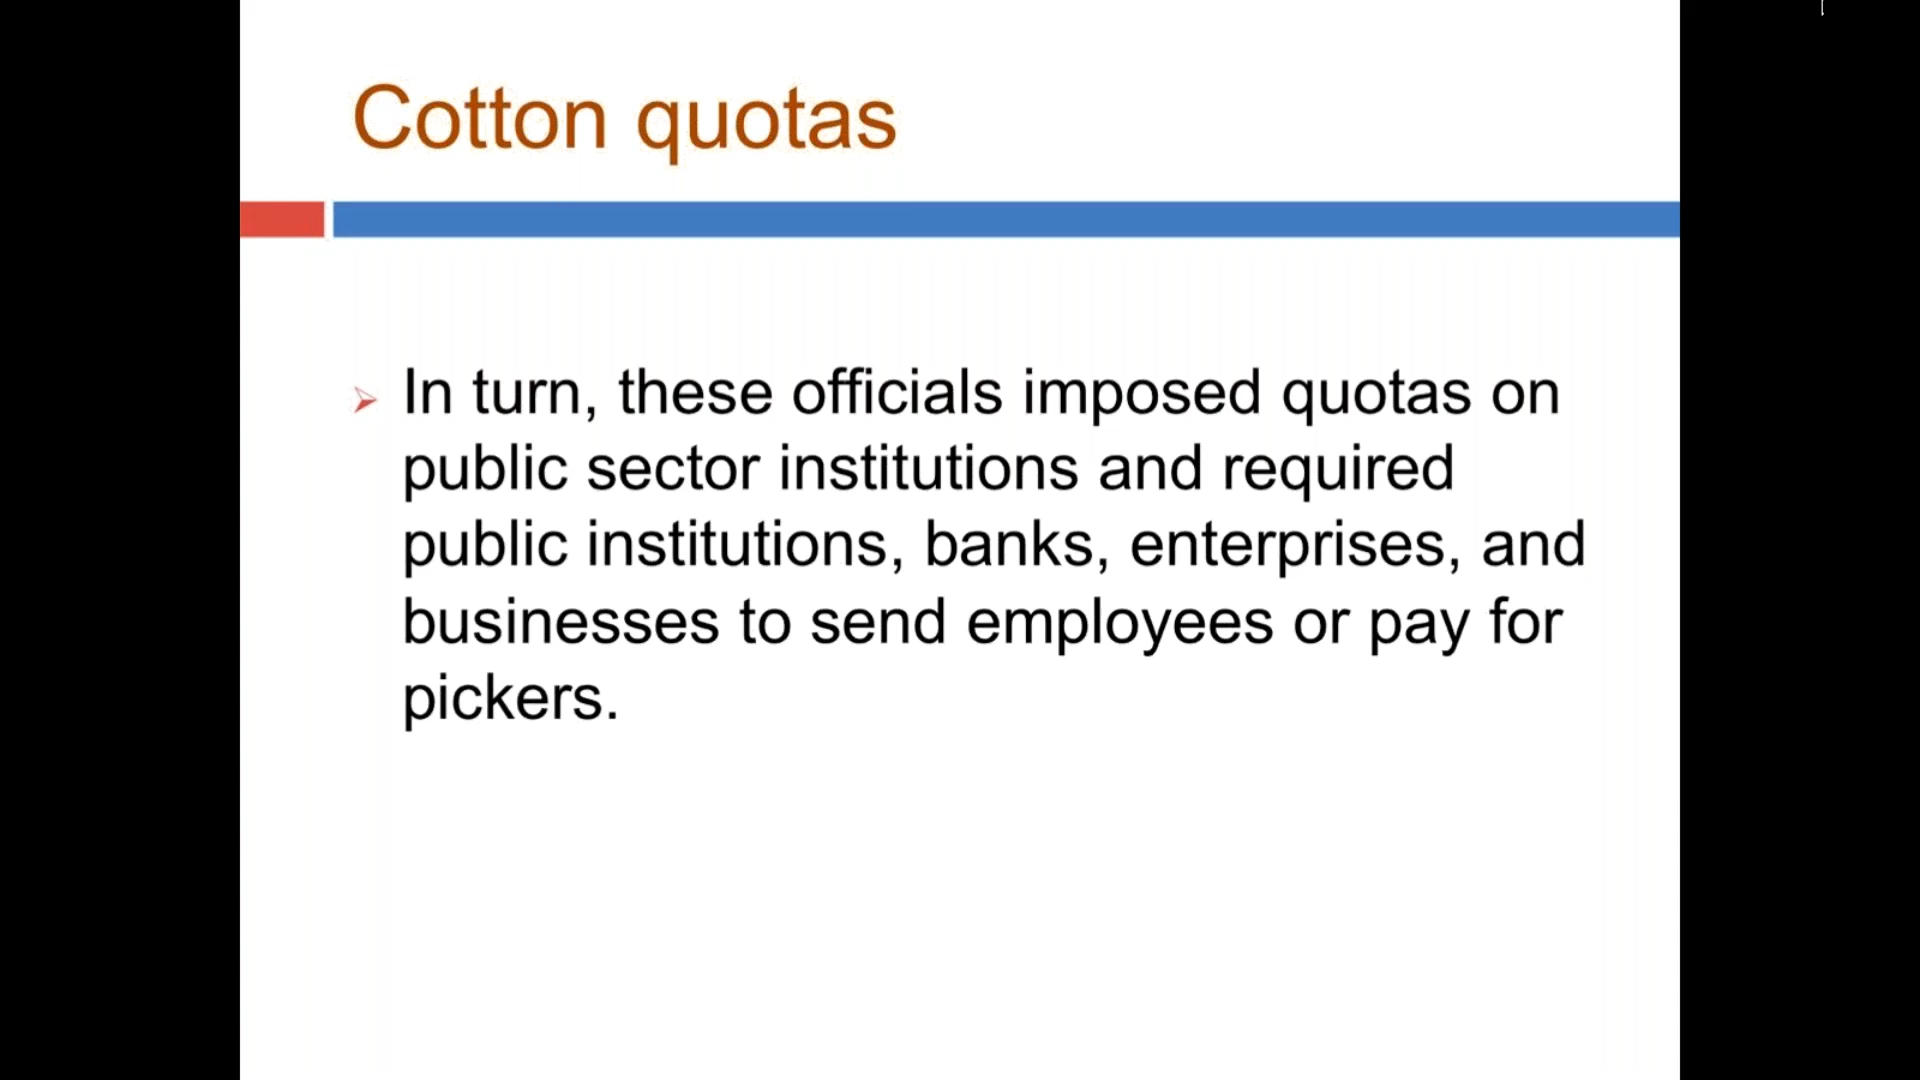 Cotton quotas
In turn, these officials imposed quotas on
public sector institutions and required
public institutions, banks, enterprises, and
businesses to send employees or pay for
pickers.